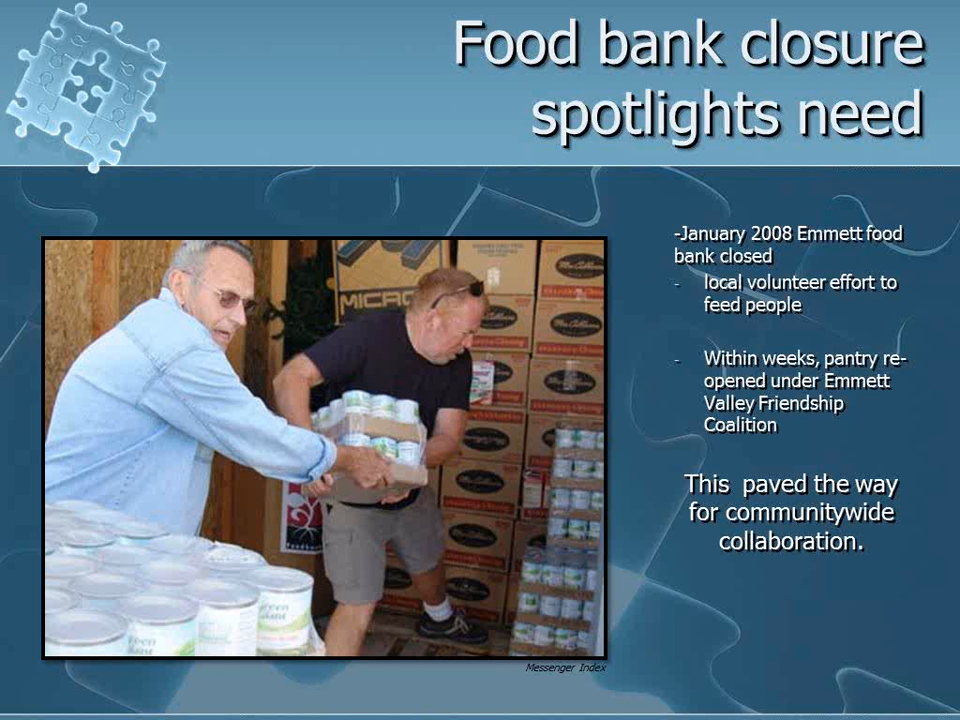 Food bank closure
spotlights need
-January 2008 Emmett food
bank closed
- local volunteer effort to
feed people
- Within weeks, pantry re-
opened under Emmett
Valley Friendship
Coalition
This paved the way
for communitywide
collaboration.
MICRO
Messenger Index